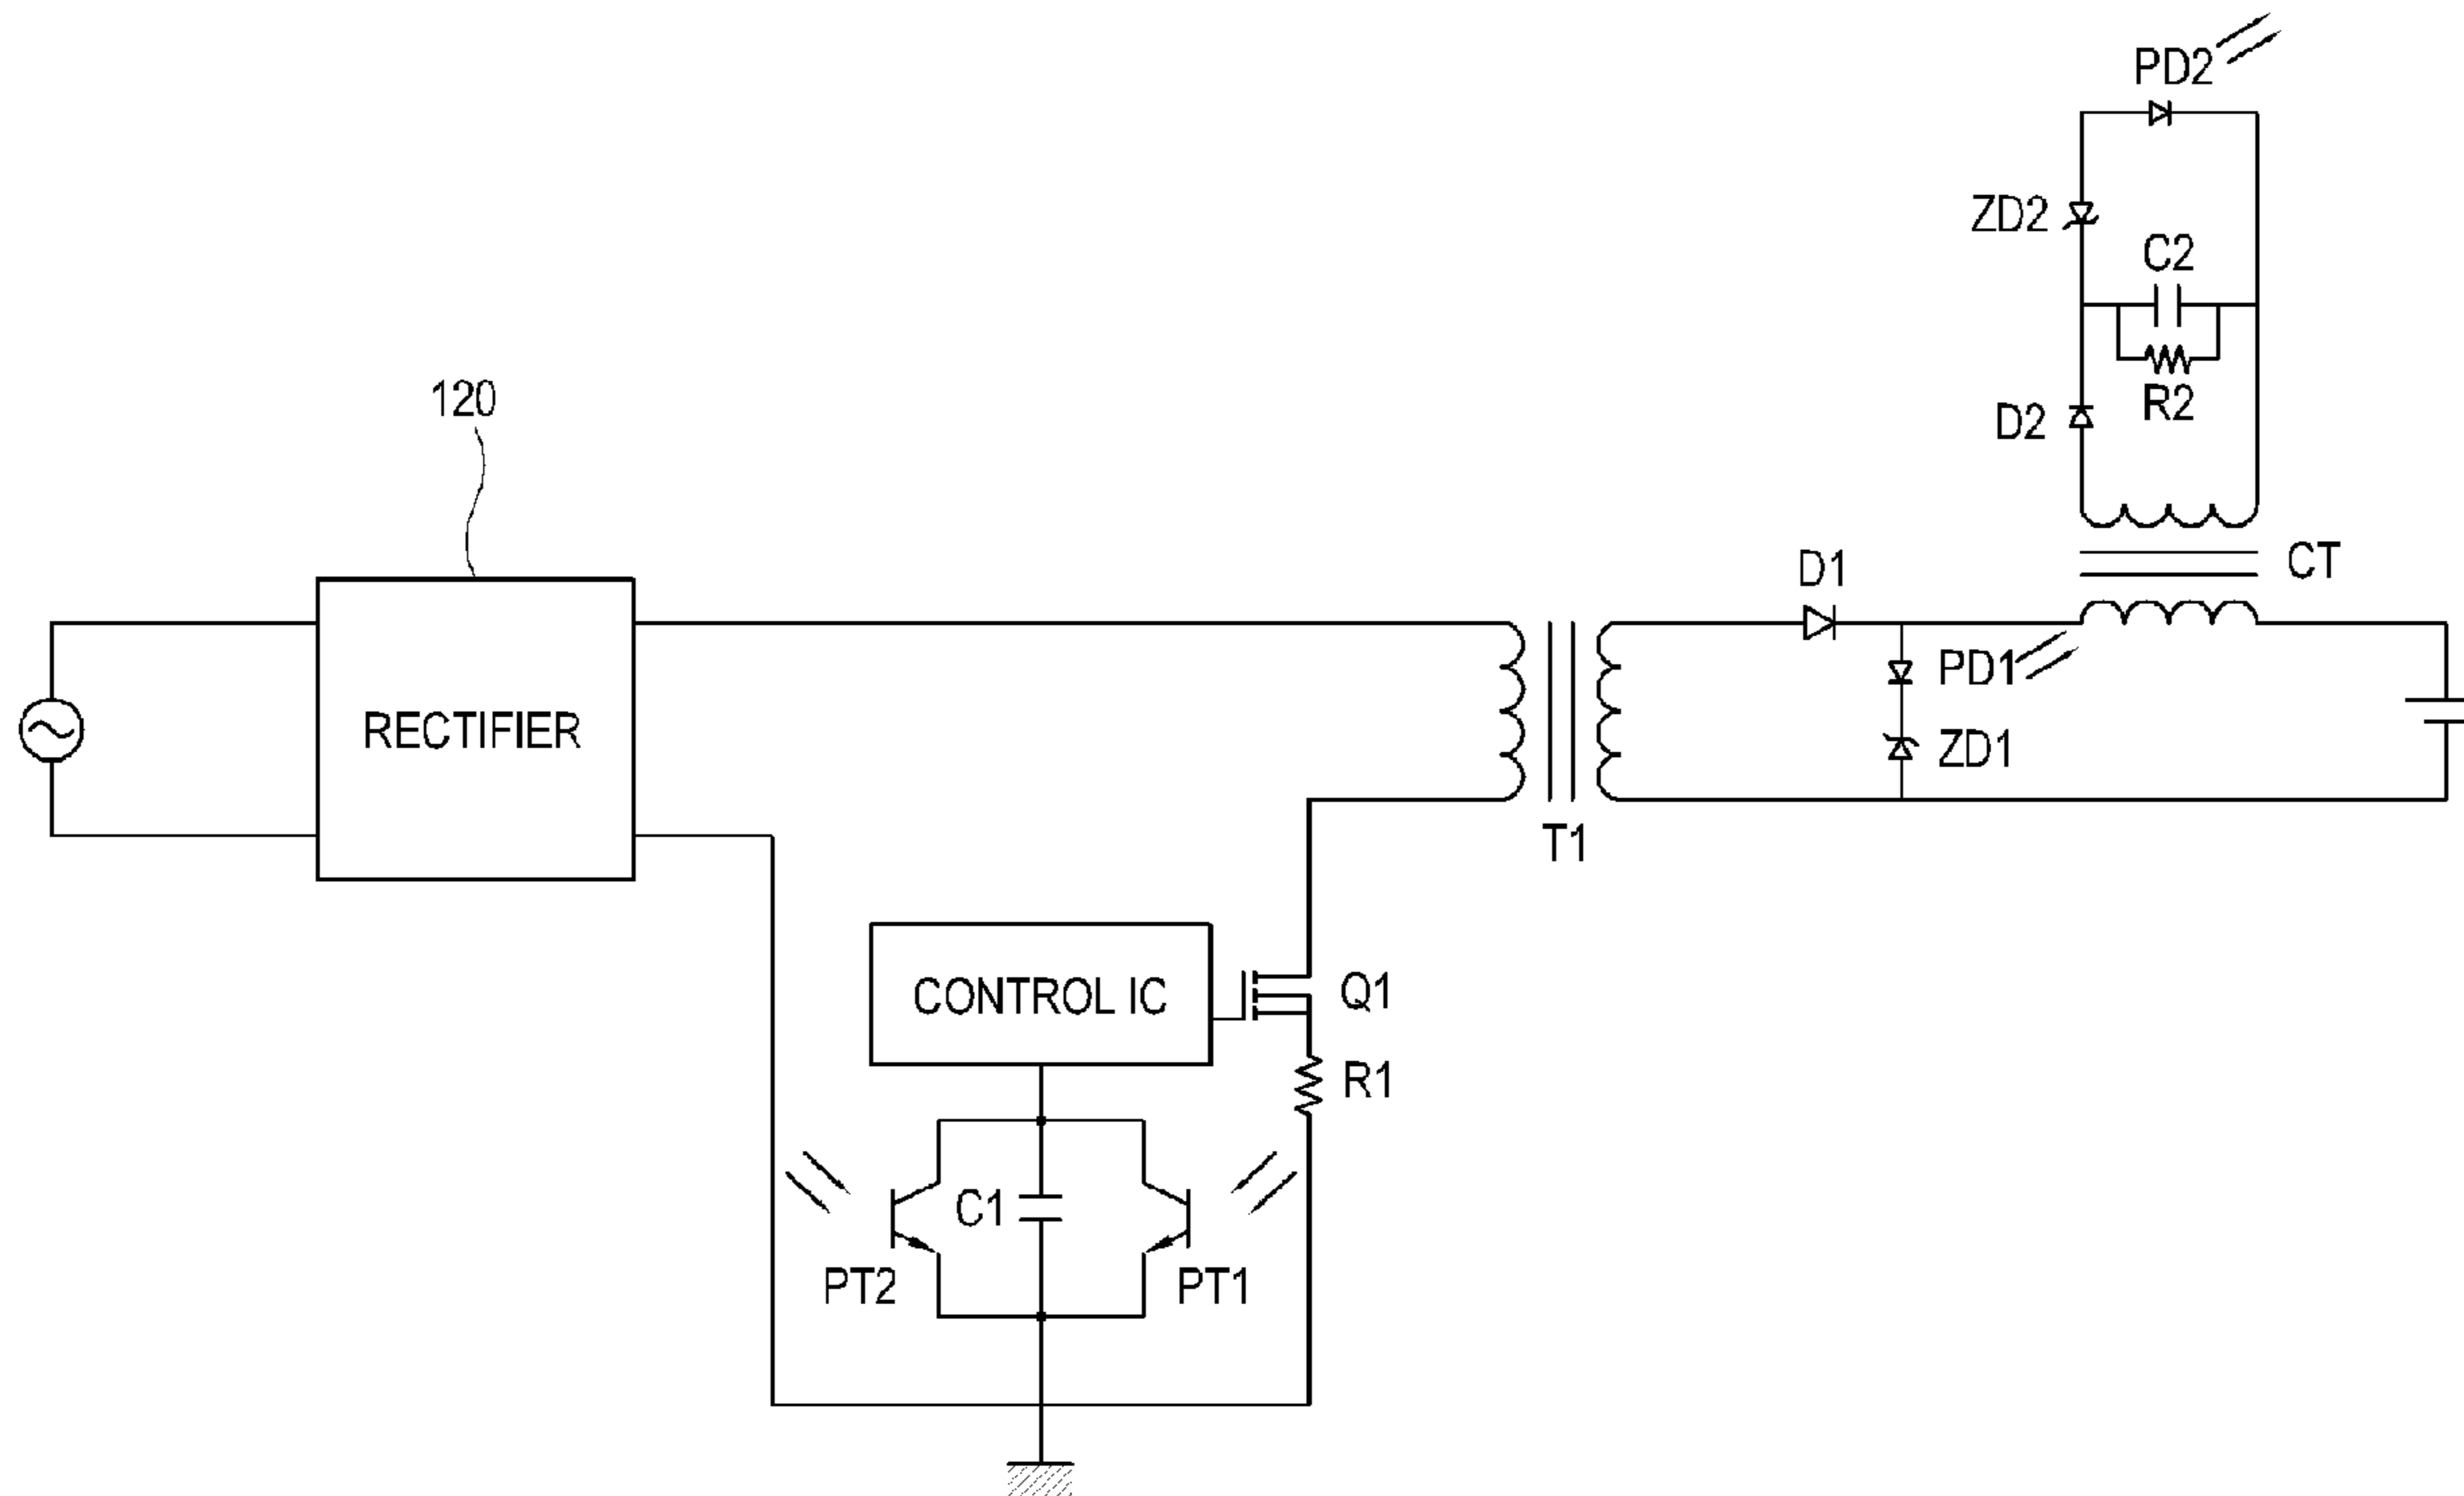 PD2
ZD2
C2
120
R2
D2
D1
CT
PD1
RECTIFIER
ZD1
T1
CONTROL IC
Q1
R1
C1
PT2
PT1